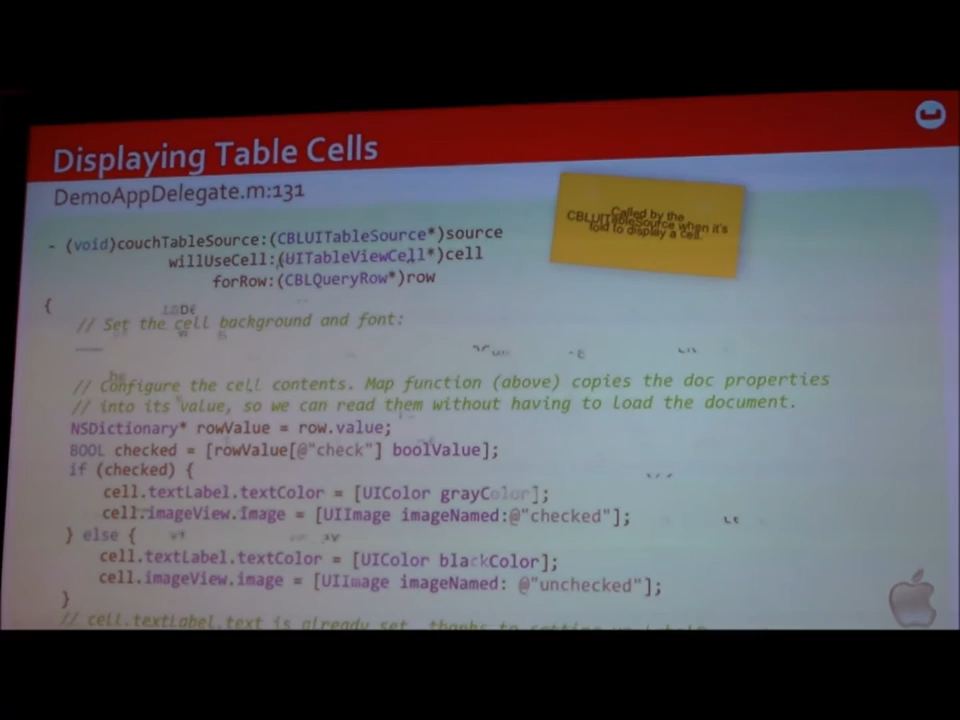 Displaying Table Cells
DemoAppDelegate.m:131
Called by the
CBLUITableSource when it's
told to display a cell.
- (void)couchTableSource:(CBLUITableSource*)source
willUseCell:(UITableViewCell*)cell
forRow:(CBLQueryRow*)row
{
// Set the cell background and font:
// Configure the cell contents. Map function (above) copies the doc properties
// into its value, so we can read them without having to load the document.
NSDictionary* rowValue = row.value;
BOOL checked = [rowValue[@"check"] boolValue];
if (checked) {
cell.textLabel.textColor = [UIColor grayColor];
cell.imageView.image = [UIImage imageNamed:@"checked"];
} else {
cell.textLabel.textColor = [UIColor blackColor];
cell.imageView.image = [UIImage imageNamed: @"unchecked"];
}
// cell.textLabel.text is already set, thanks to setting up